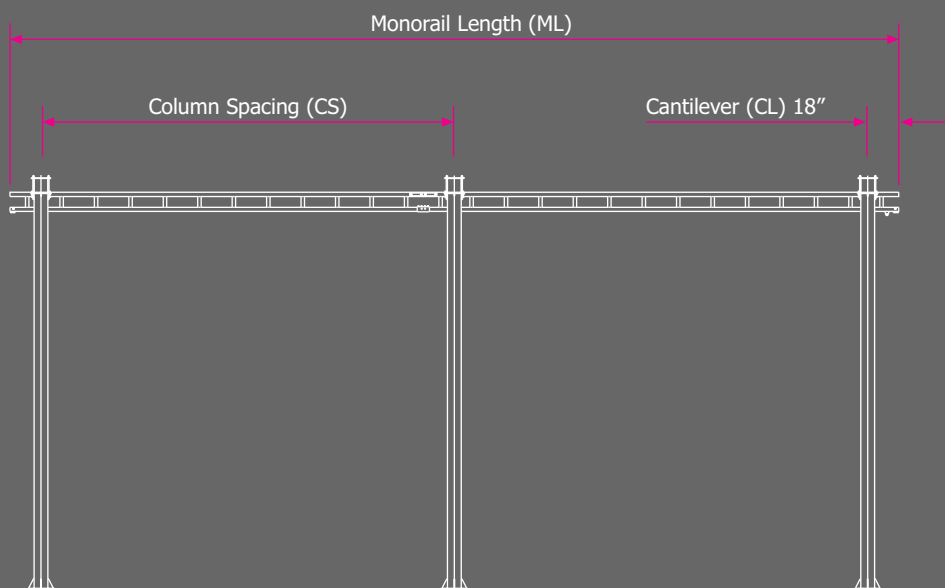 Monorail Length (ML)
Column Spacing (CS)
Cantilever (CL) 18”